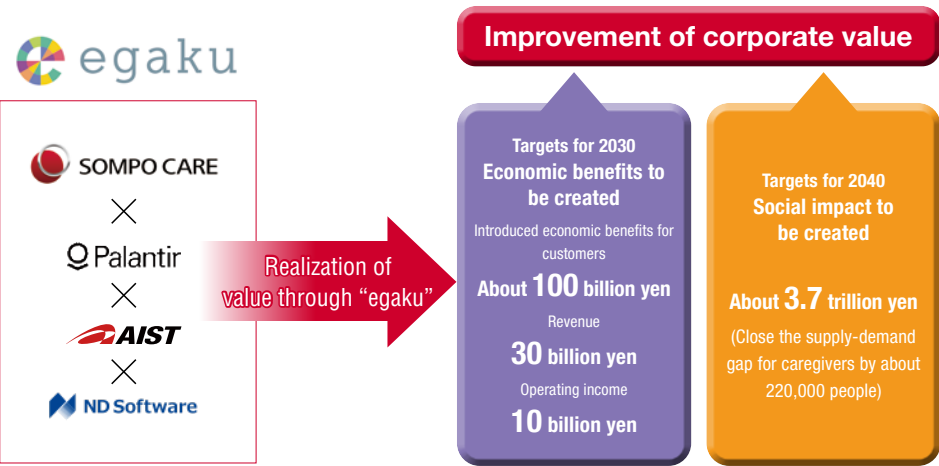 egaku
SOMPO CARE
×
Palantir
×
AIST
×
ND Software
Realization of
value through “egaku”
Improvement of corporate value
Targets for 2030
Economic benefits to
be created
Introduced economic benefits for
customers
About 100 billion yen
Revenue
30 billion yen
Operating income
10 billion yen
Targets for 2040
Social impact to
be created
About 3.7 trillion yen
(Close the supply-demand
gap for caregivers by about
220,000 people)